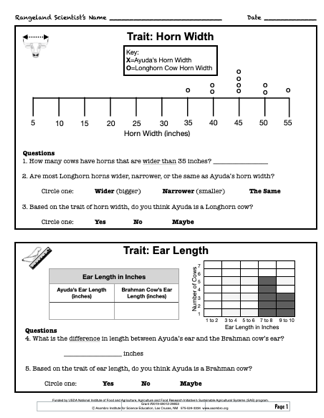 Rangeland Scientist's Name Date
Trait: Horn Width
Key:
X=Ayuda's Horn Width
O=Longhorn Cow Horn Width
O
O
O O O
O O O O O
5 10 15 20 25 30 35 40 45 50 55
Horn Width (inches)
Questions
1. How many cows have horns that are wider than 35 inches?
2. Are most Longhorn horns wider, narrower, or the same as Ayuda's horn width?
Circle one: Wider (bigger) Narrower (smaller) The Same
3. Based on the trait of horn width, do you think Ayuda is a Longhorn cow?
Circle one: Yes No Maybe
Trait: Ear Length
Ear Length in Inches
Ayuda's Ear Length (inches) Brahman Cow's Ear Length (inches)
Number of Cows
7
6
5
4
3
2
1
1 to 2 3 to 4 5 to 6 7 to 8 9 to 10
Ear Length in Inches
Questions
4. What is the difference in length between Ayuda's ear and the Brahman cow's ear?
inches
5. Based on the trait of ear length, do you think Ayuda is a Brahman cow?
Circle one: Yes No Maybe
Page 1